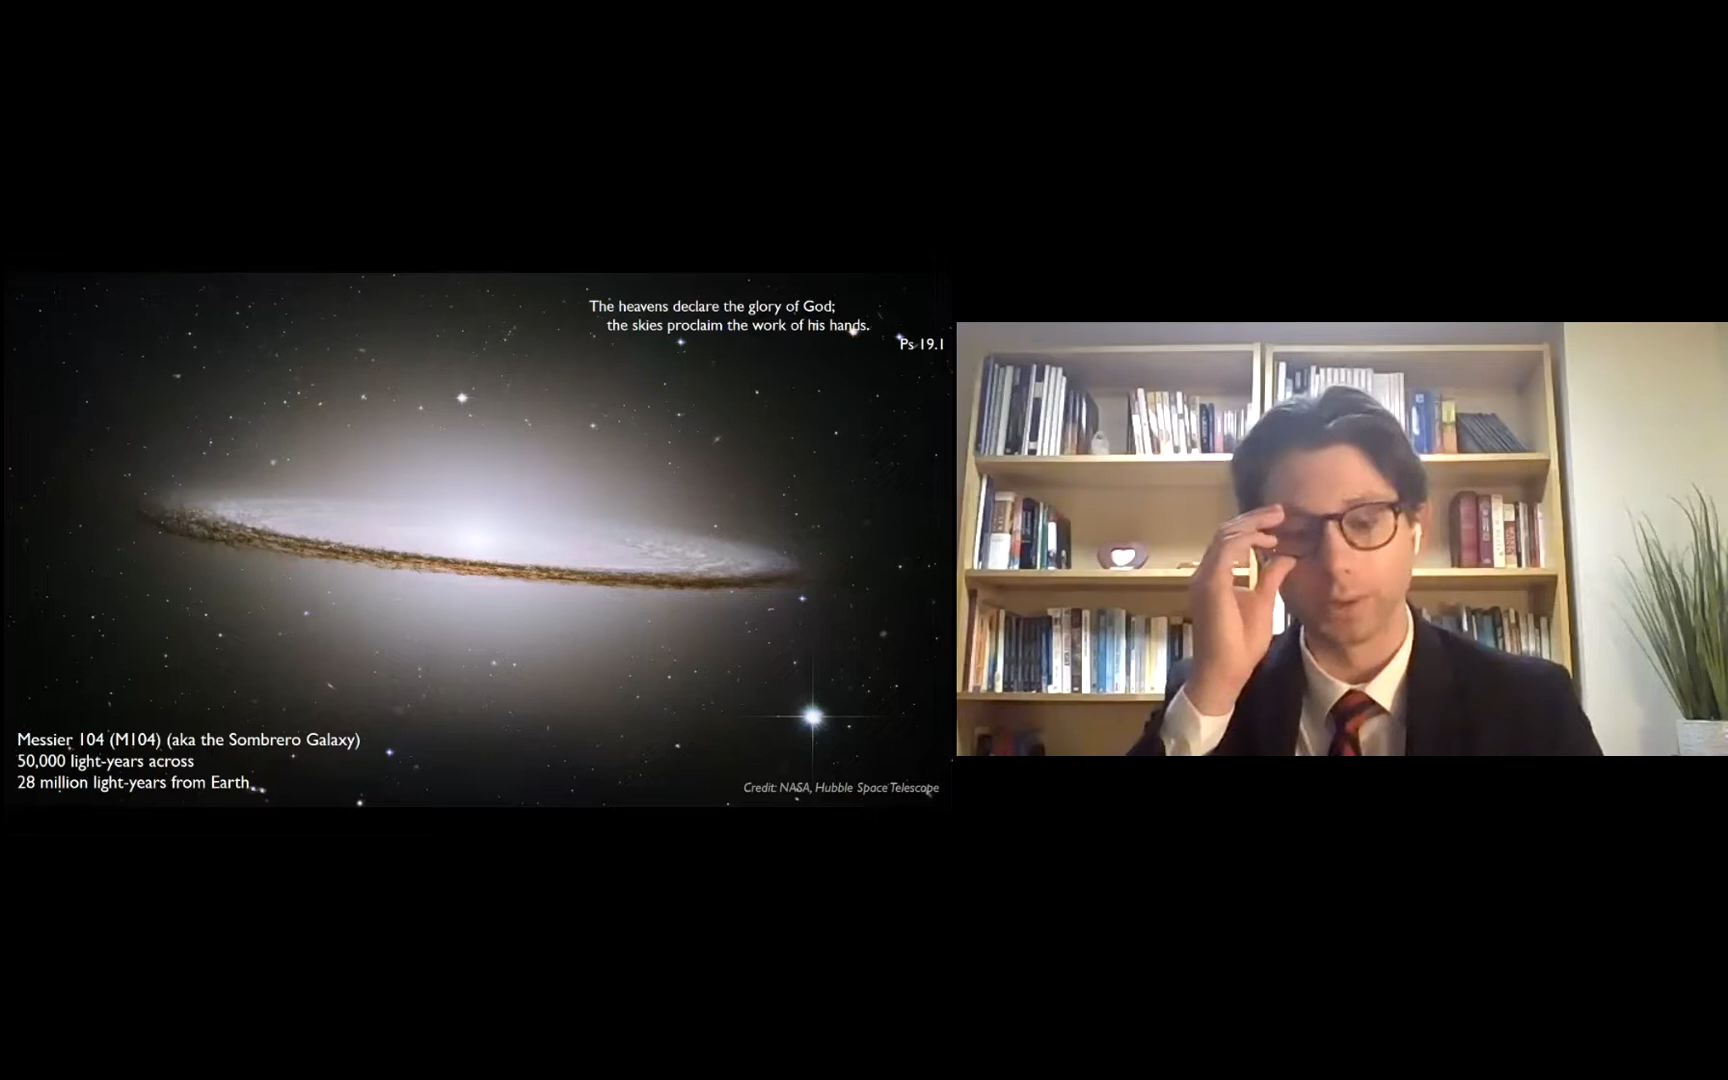 The heavens declare the glory of God;
the skies proclaim the work of his hands.
Ps 19.1
Messier 104 (M104) (aka the Sombrero Galaxy)
50,000 light-years across
28 million light-years from Earth
Credit: NASA, Hubble Space Telescope